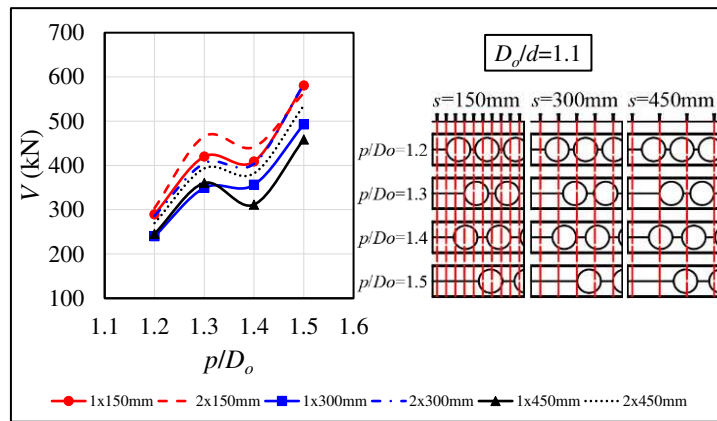 700
600
500
400
300
200
100
V (kN)
1.1 1.2 1.3 1.4 1.5 1.6
p/Do
Do/d=1.1
s=150mm s=300mm s=450mm
p/Do=1.2
p/Do=1.3
p/Do=1.4
p/Do=1.5
1x150mm 2x150mm 1x300mm 2x300mm 1x450mm 2x450mm